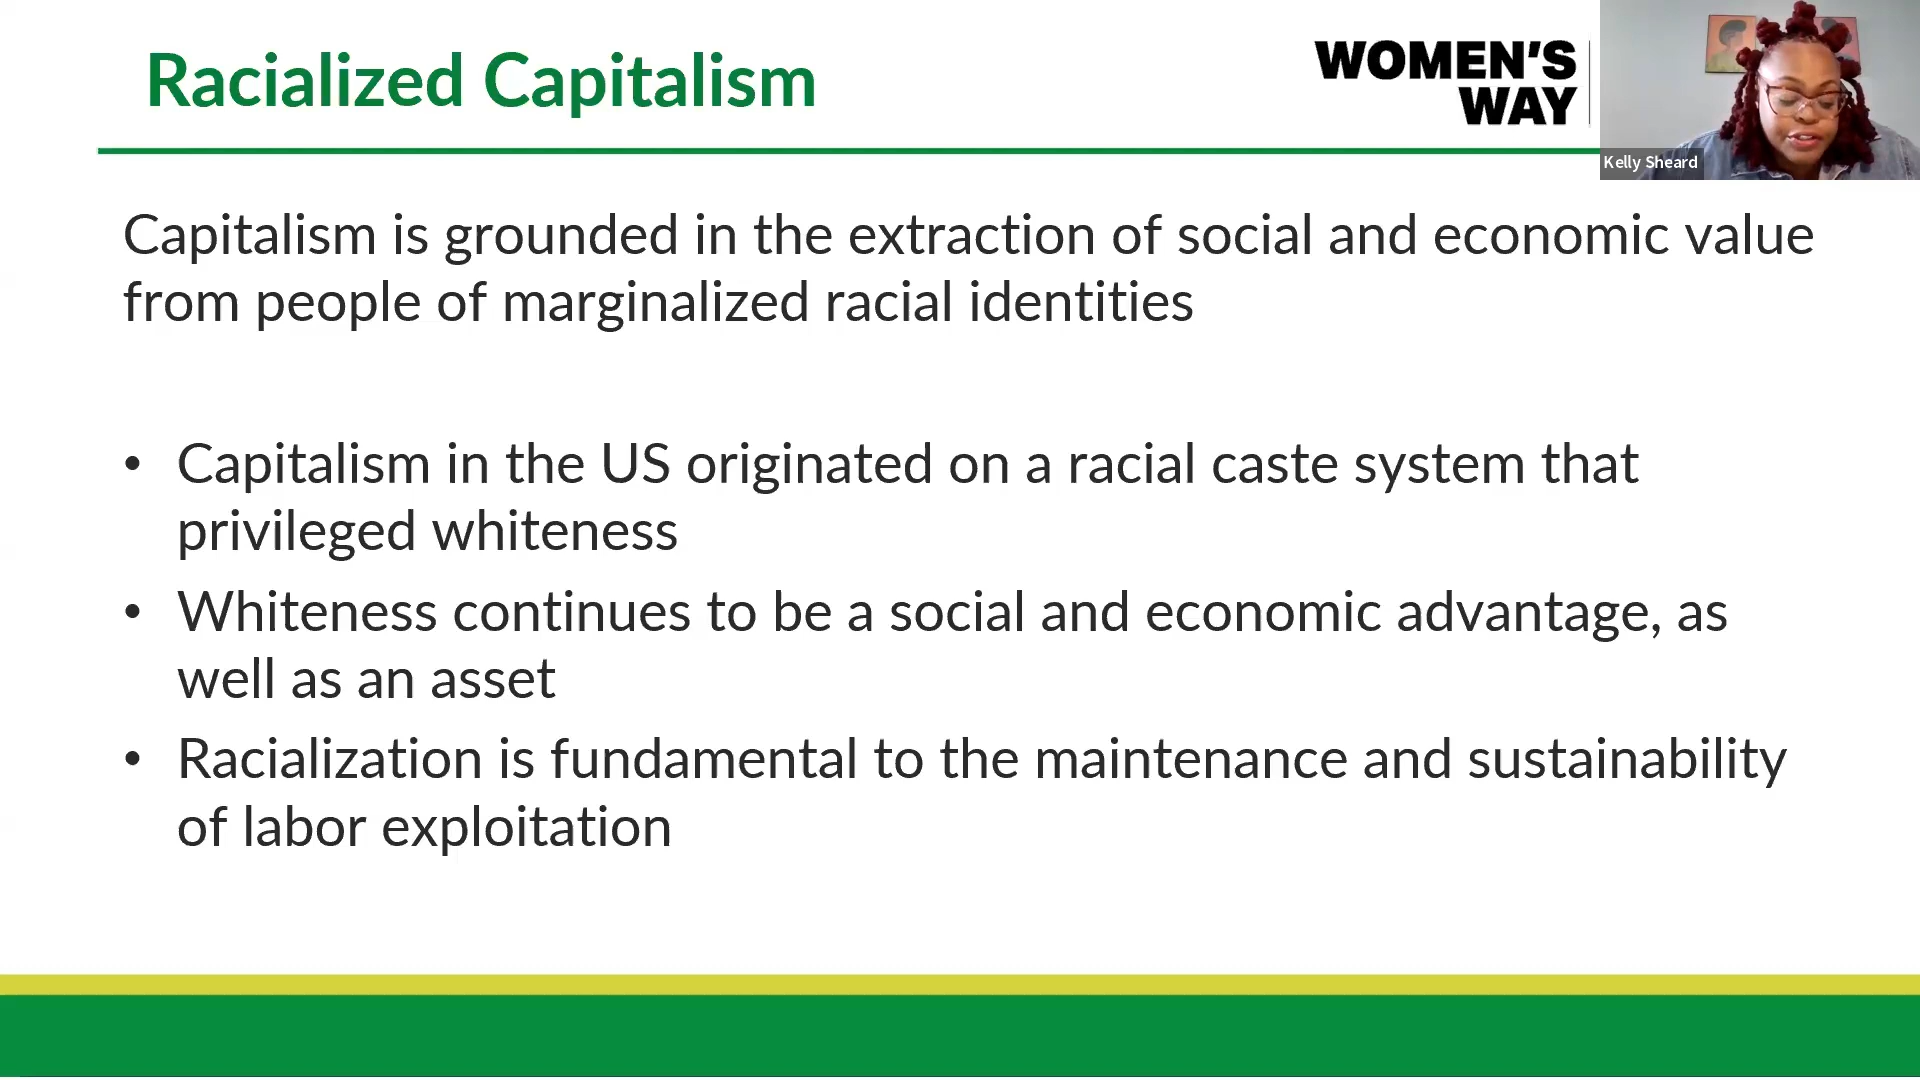 Racialized Capitalism
WOMEN'S
WAY
Kelly Sheard
Capitalism is grounded in the extraction of social and economic value
from people of marginalized racial identities
• Capitalism in the US originated on a racial caste system that
privileged whiteness
• Whiteness continues to be a social and economic advantage, as
well as an asset
• Racialization is fundamental to the maintenance and sustainability
of labor exploitation